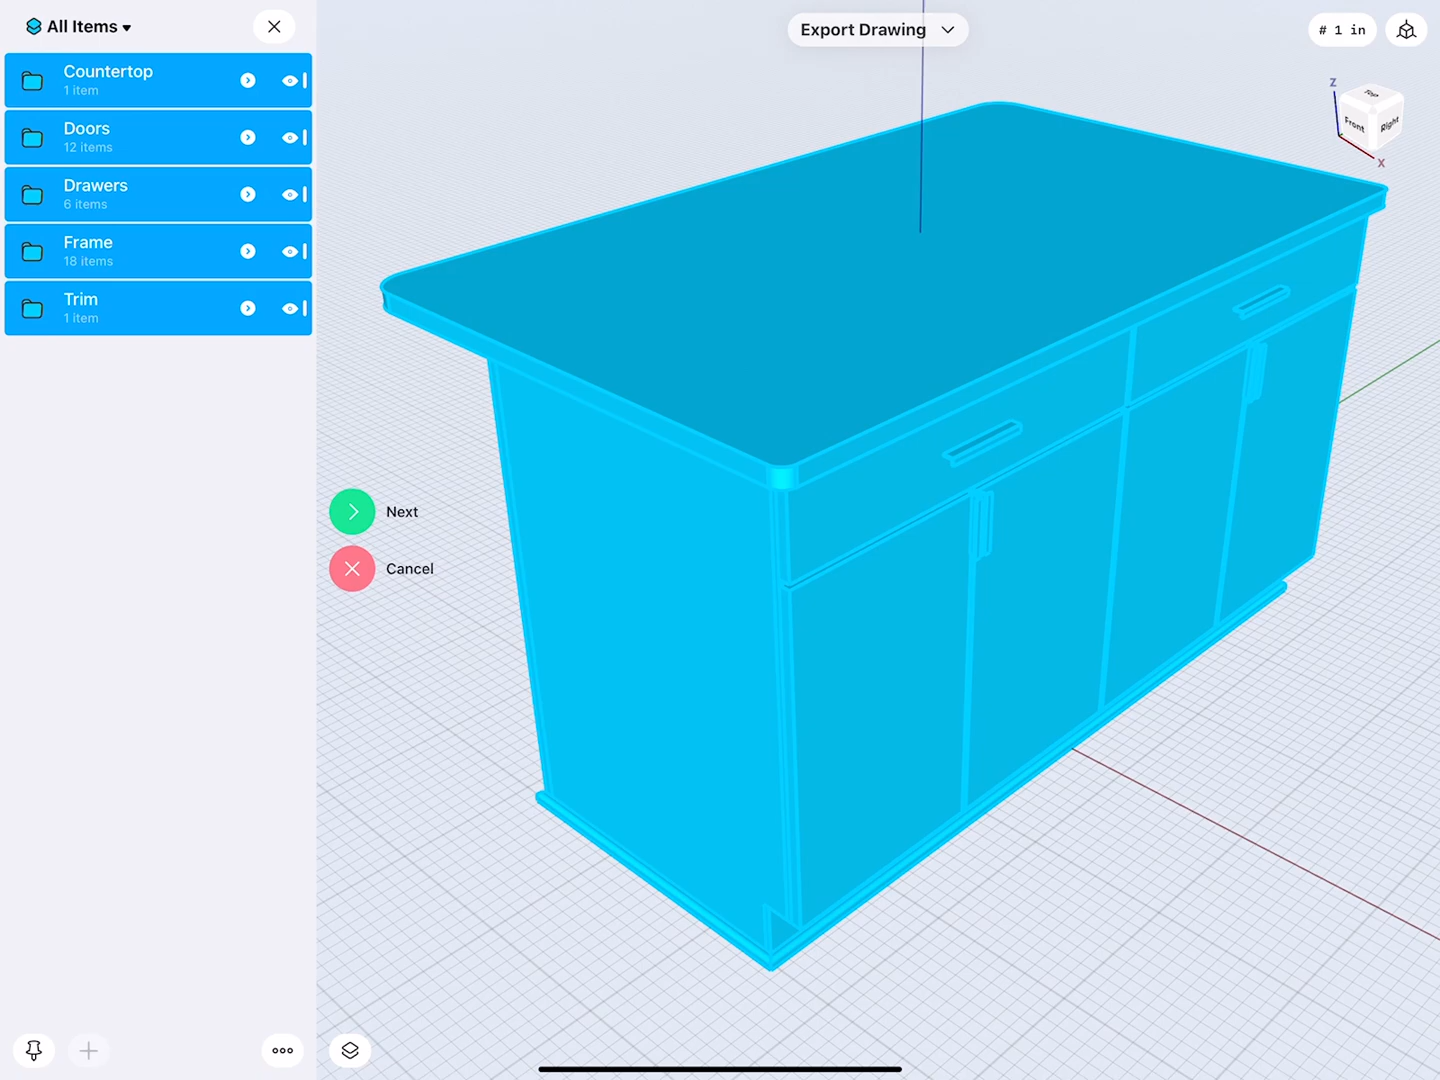 All Items
Countertop
1 item
Doors
12 items
Drawers
6 items
Frame
18 items
Trim
1 item
Export Drawing
# 1 in
Z
Top
Front
Right
X
Next
Cancel